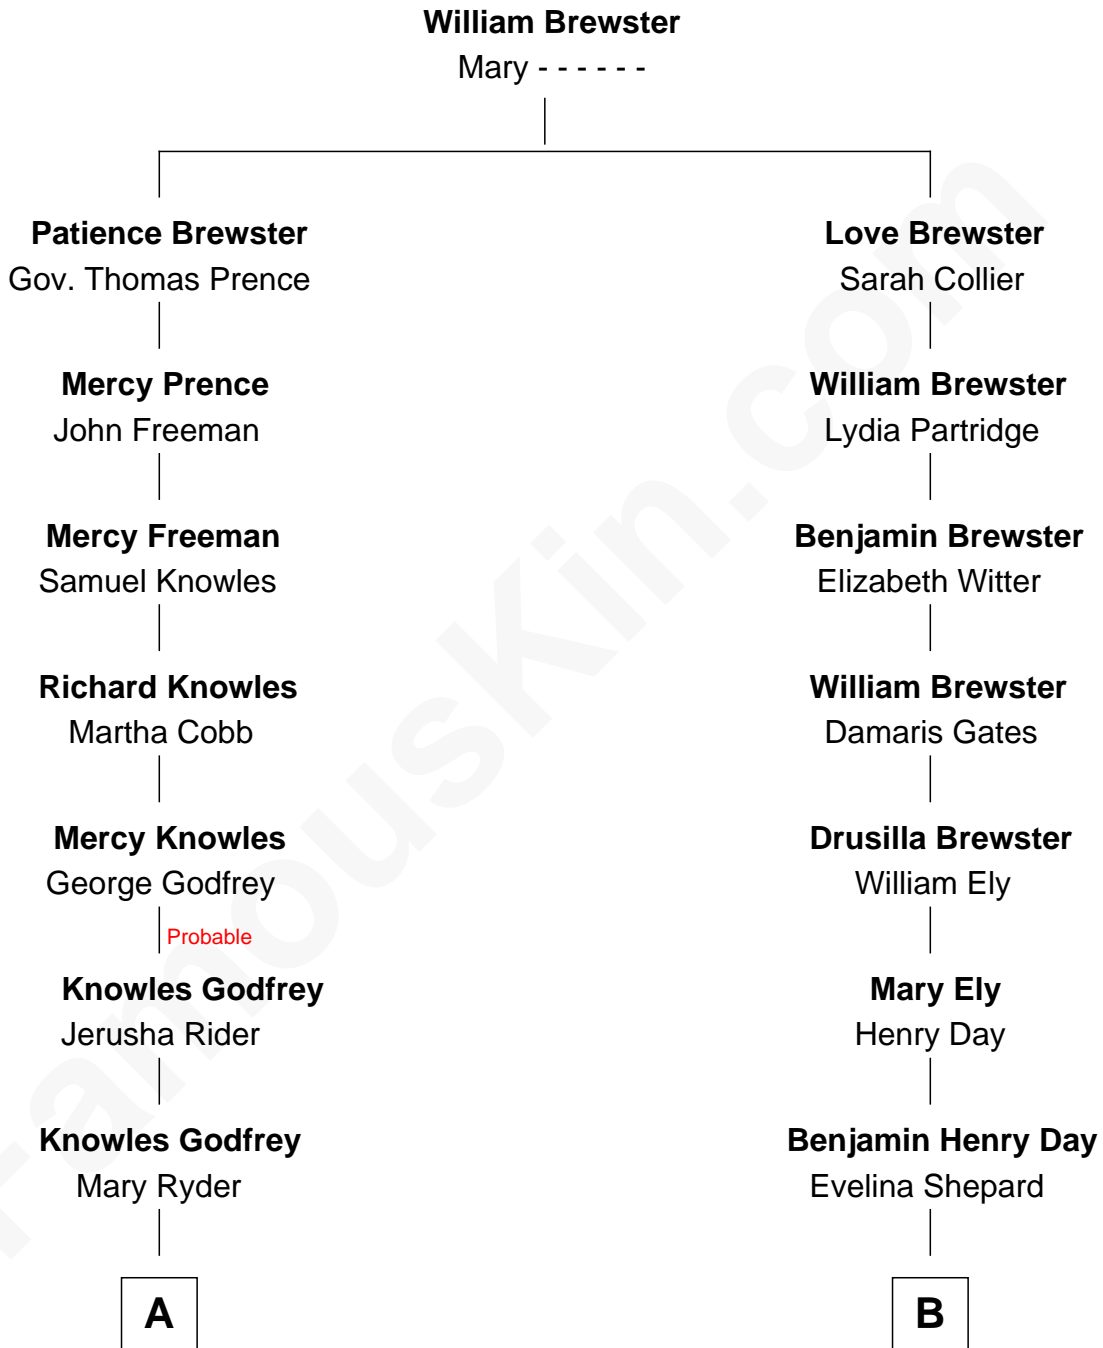 William Brewster
Mary - - - - - -
Patience Brewster
Gov. Thomas Prence
Love Brewster
Sarah Collier
Mercy Prence
John Freeman
William Brewster
Lydia Partridge
Mercy Freeman
Samuel Knowles
Benjamin Brewster
Elizabeth Witter
Richard Knowles
Martha Cobb
William Brewster
Damaris Gates
Mercy Knowles
George Godfrey
Drusilla Brewster
William Ely
Probable
Knowles Godfrey
Jerusha Rider
Mary Ely
Henry Day
Knowles Godfrey
Mary Ryder
Benjamin Henry Day
Evelina Shepard
A
B
FamousKin.com